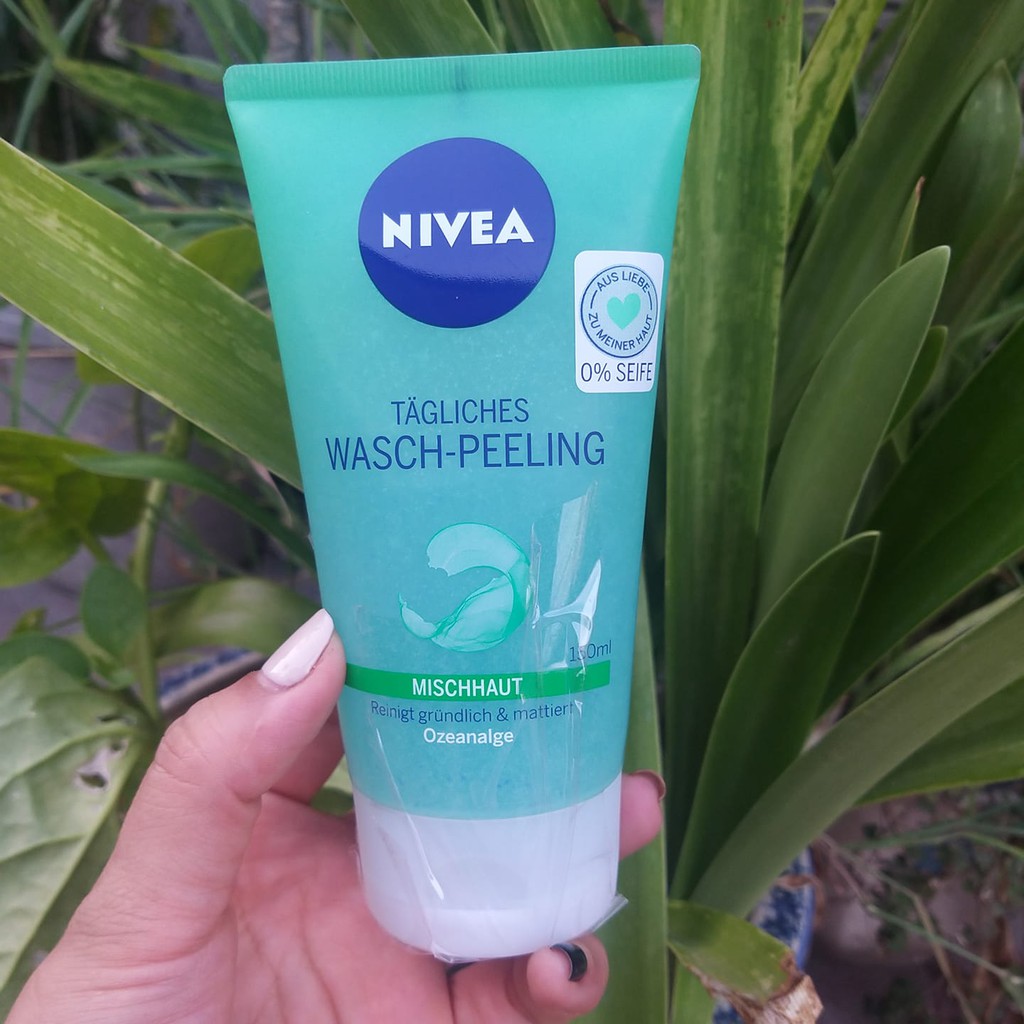 NIVEA
AUS LIEBE
ZU MEINER HAUT
0% SEIFE
TÄGLICHES
WASCH-PEELING
150ml
MISCHHAUT
Reinigt gründlich & mattiert
Ozeanalge